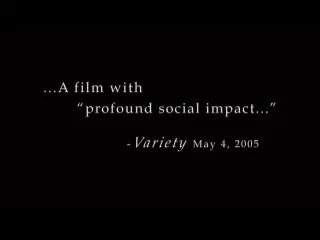 ...A film with
“profound social impact...”
-Variety May 4, 2005